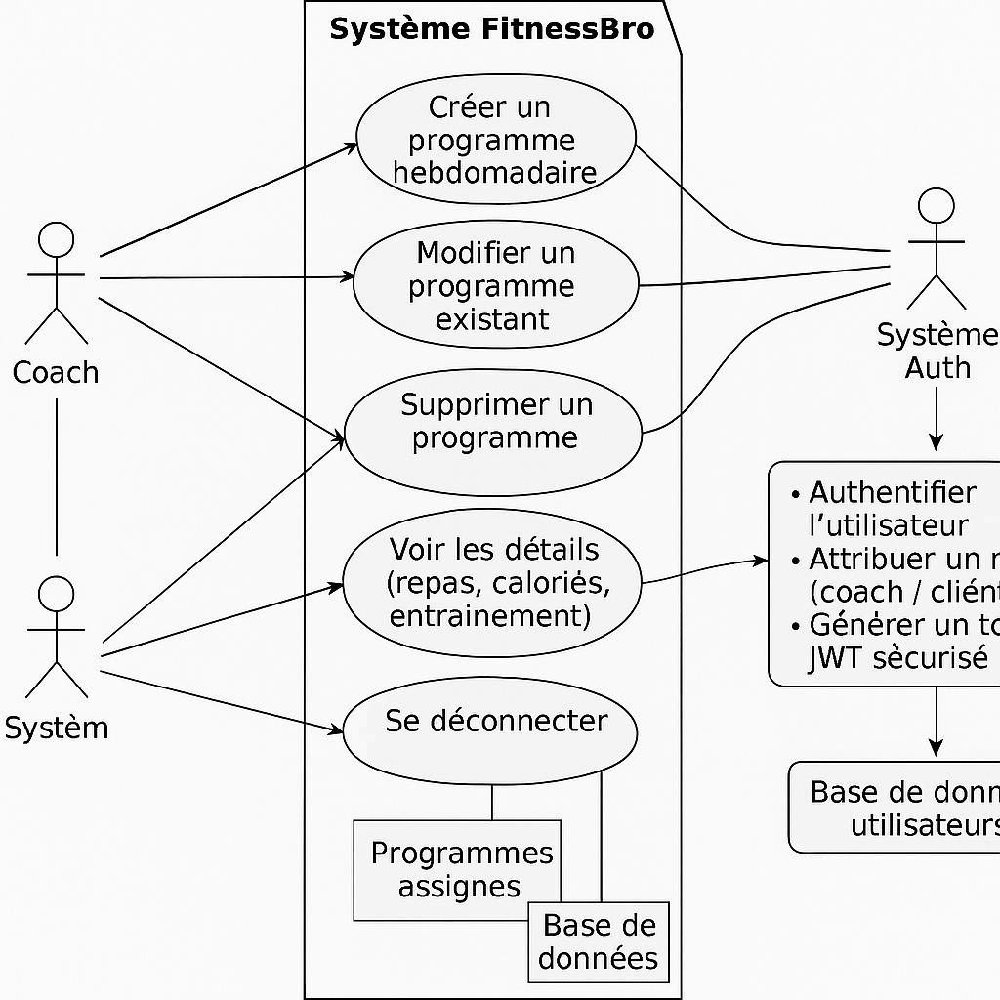 Système FitnessBro
Créer un
programme
hebdomadaire
Modifier un
programme
existant
Supprimer un
programme
Voir les détails
(repas, caloriés,
entrainement)
Se déconnecter
Programmes
assignes
Base de
données
Coach
Systèm
Système
Auth
• Authentifier
l’utilisateur
• Attribuer un
(coach / cliént
• Générer un
JWT sècurisé
Base de
utilisateurs